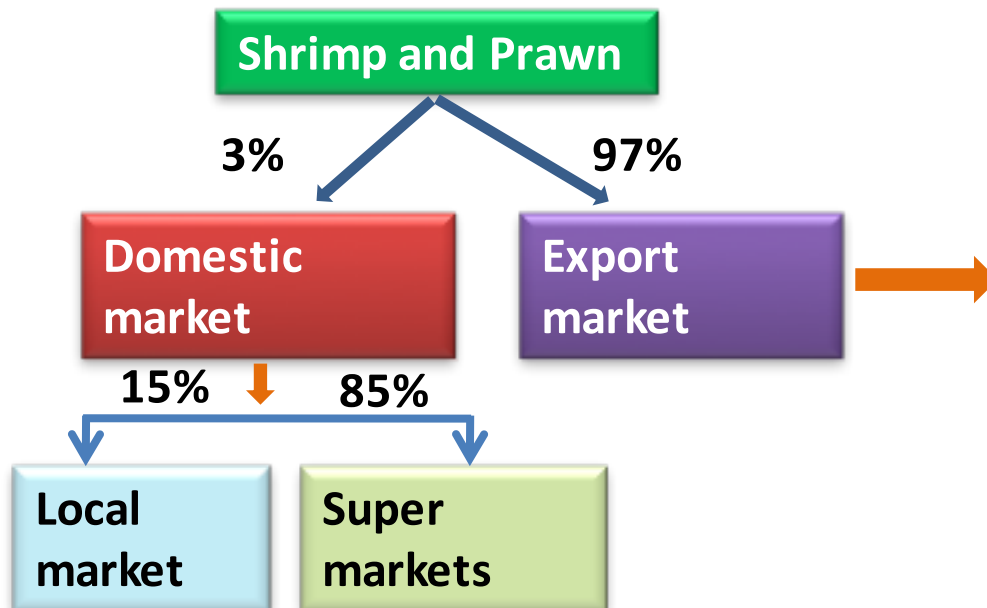 Shrimp and Prawn
3%
97%
Domestic
market
Export
market
15%
85%
Local
market
Super
markets